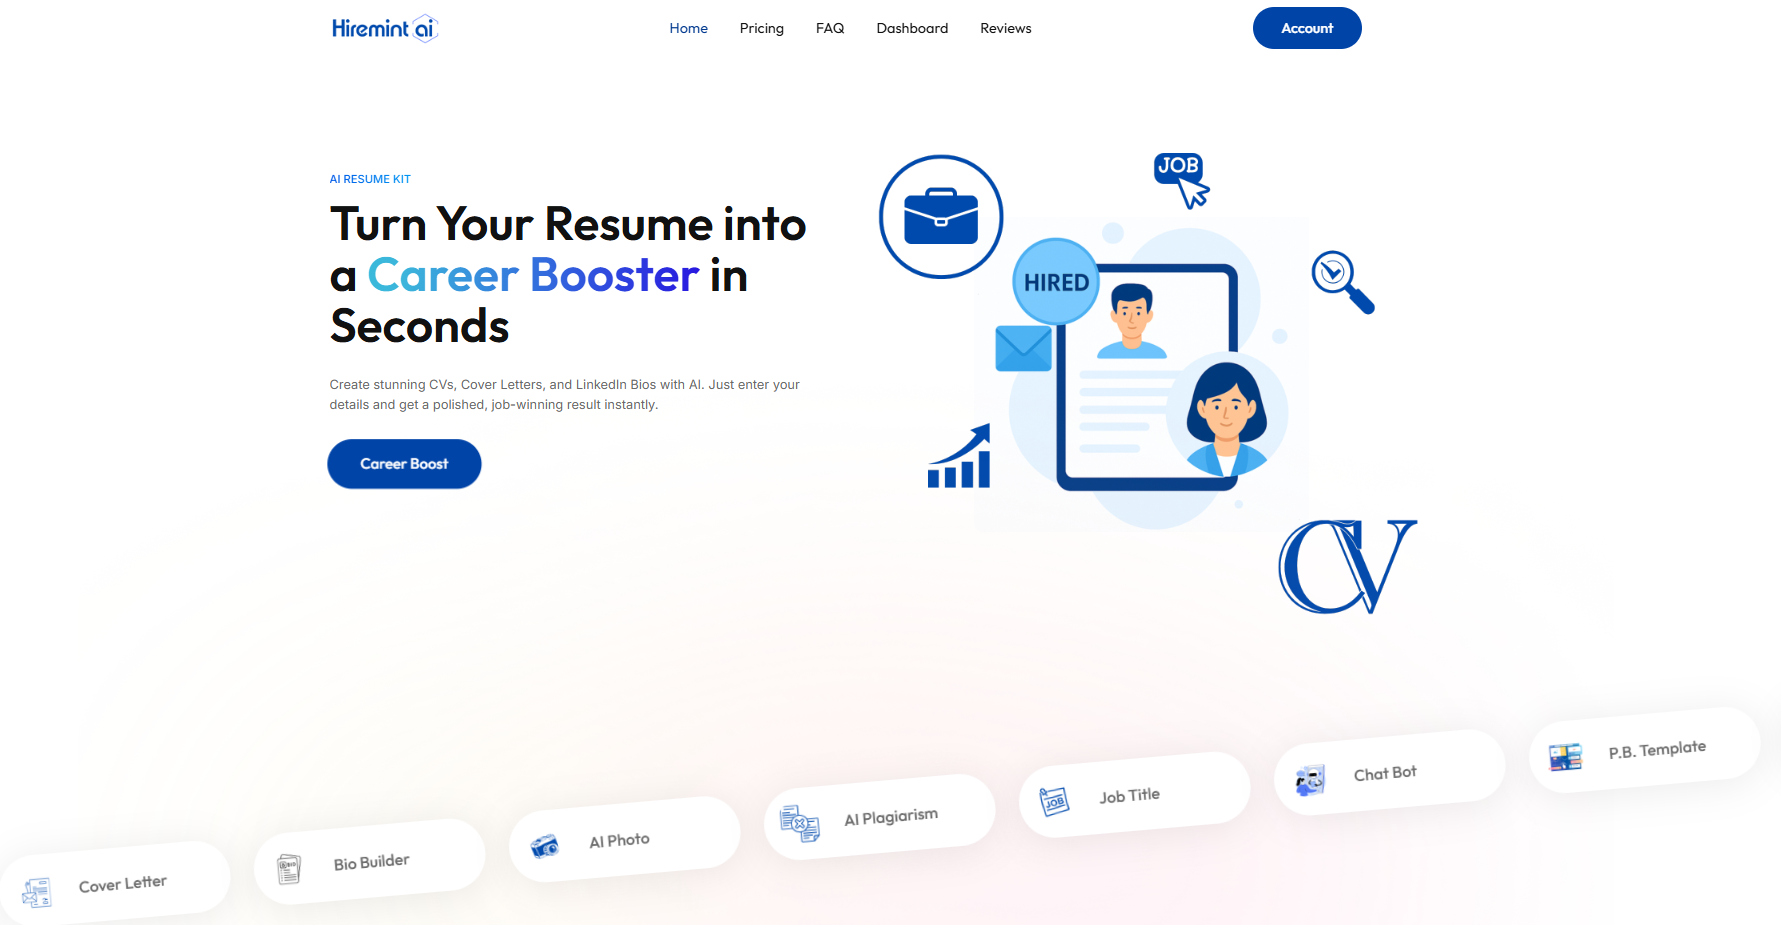 Hiremint ai
Home
Pricing
FAQ
Dashboard
Reviews
Account
AI RESUME KIT
Turn Your Resume into
a Career Booster in
Seconds
Create stunning CVs, Cover Letters, and LinkedIn Bios with AI. Just enter your
details and get a polished, job-winning result instantly.
Career Boost
JOB
HIRED
CV
Cover Letter
Bio Builder
AI Photo
AI Plagiarism
JOB
Job Title
Chat Bot
P.B. Template